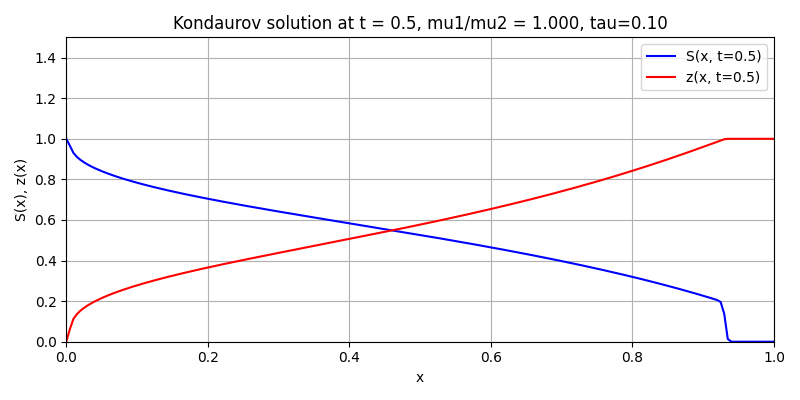 Kondaurov solution at t = 0.5, mu1/mu2 = 1.000, tau=0.10
S(x, t=0.5)
z(x, t=0.5)
S(x), z(x)
1.4
1.2
1.0
0.8
0.6
0.4
0.2
0.0
0.0 0.2 0.4 0.6 0.8 1.0
x